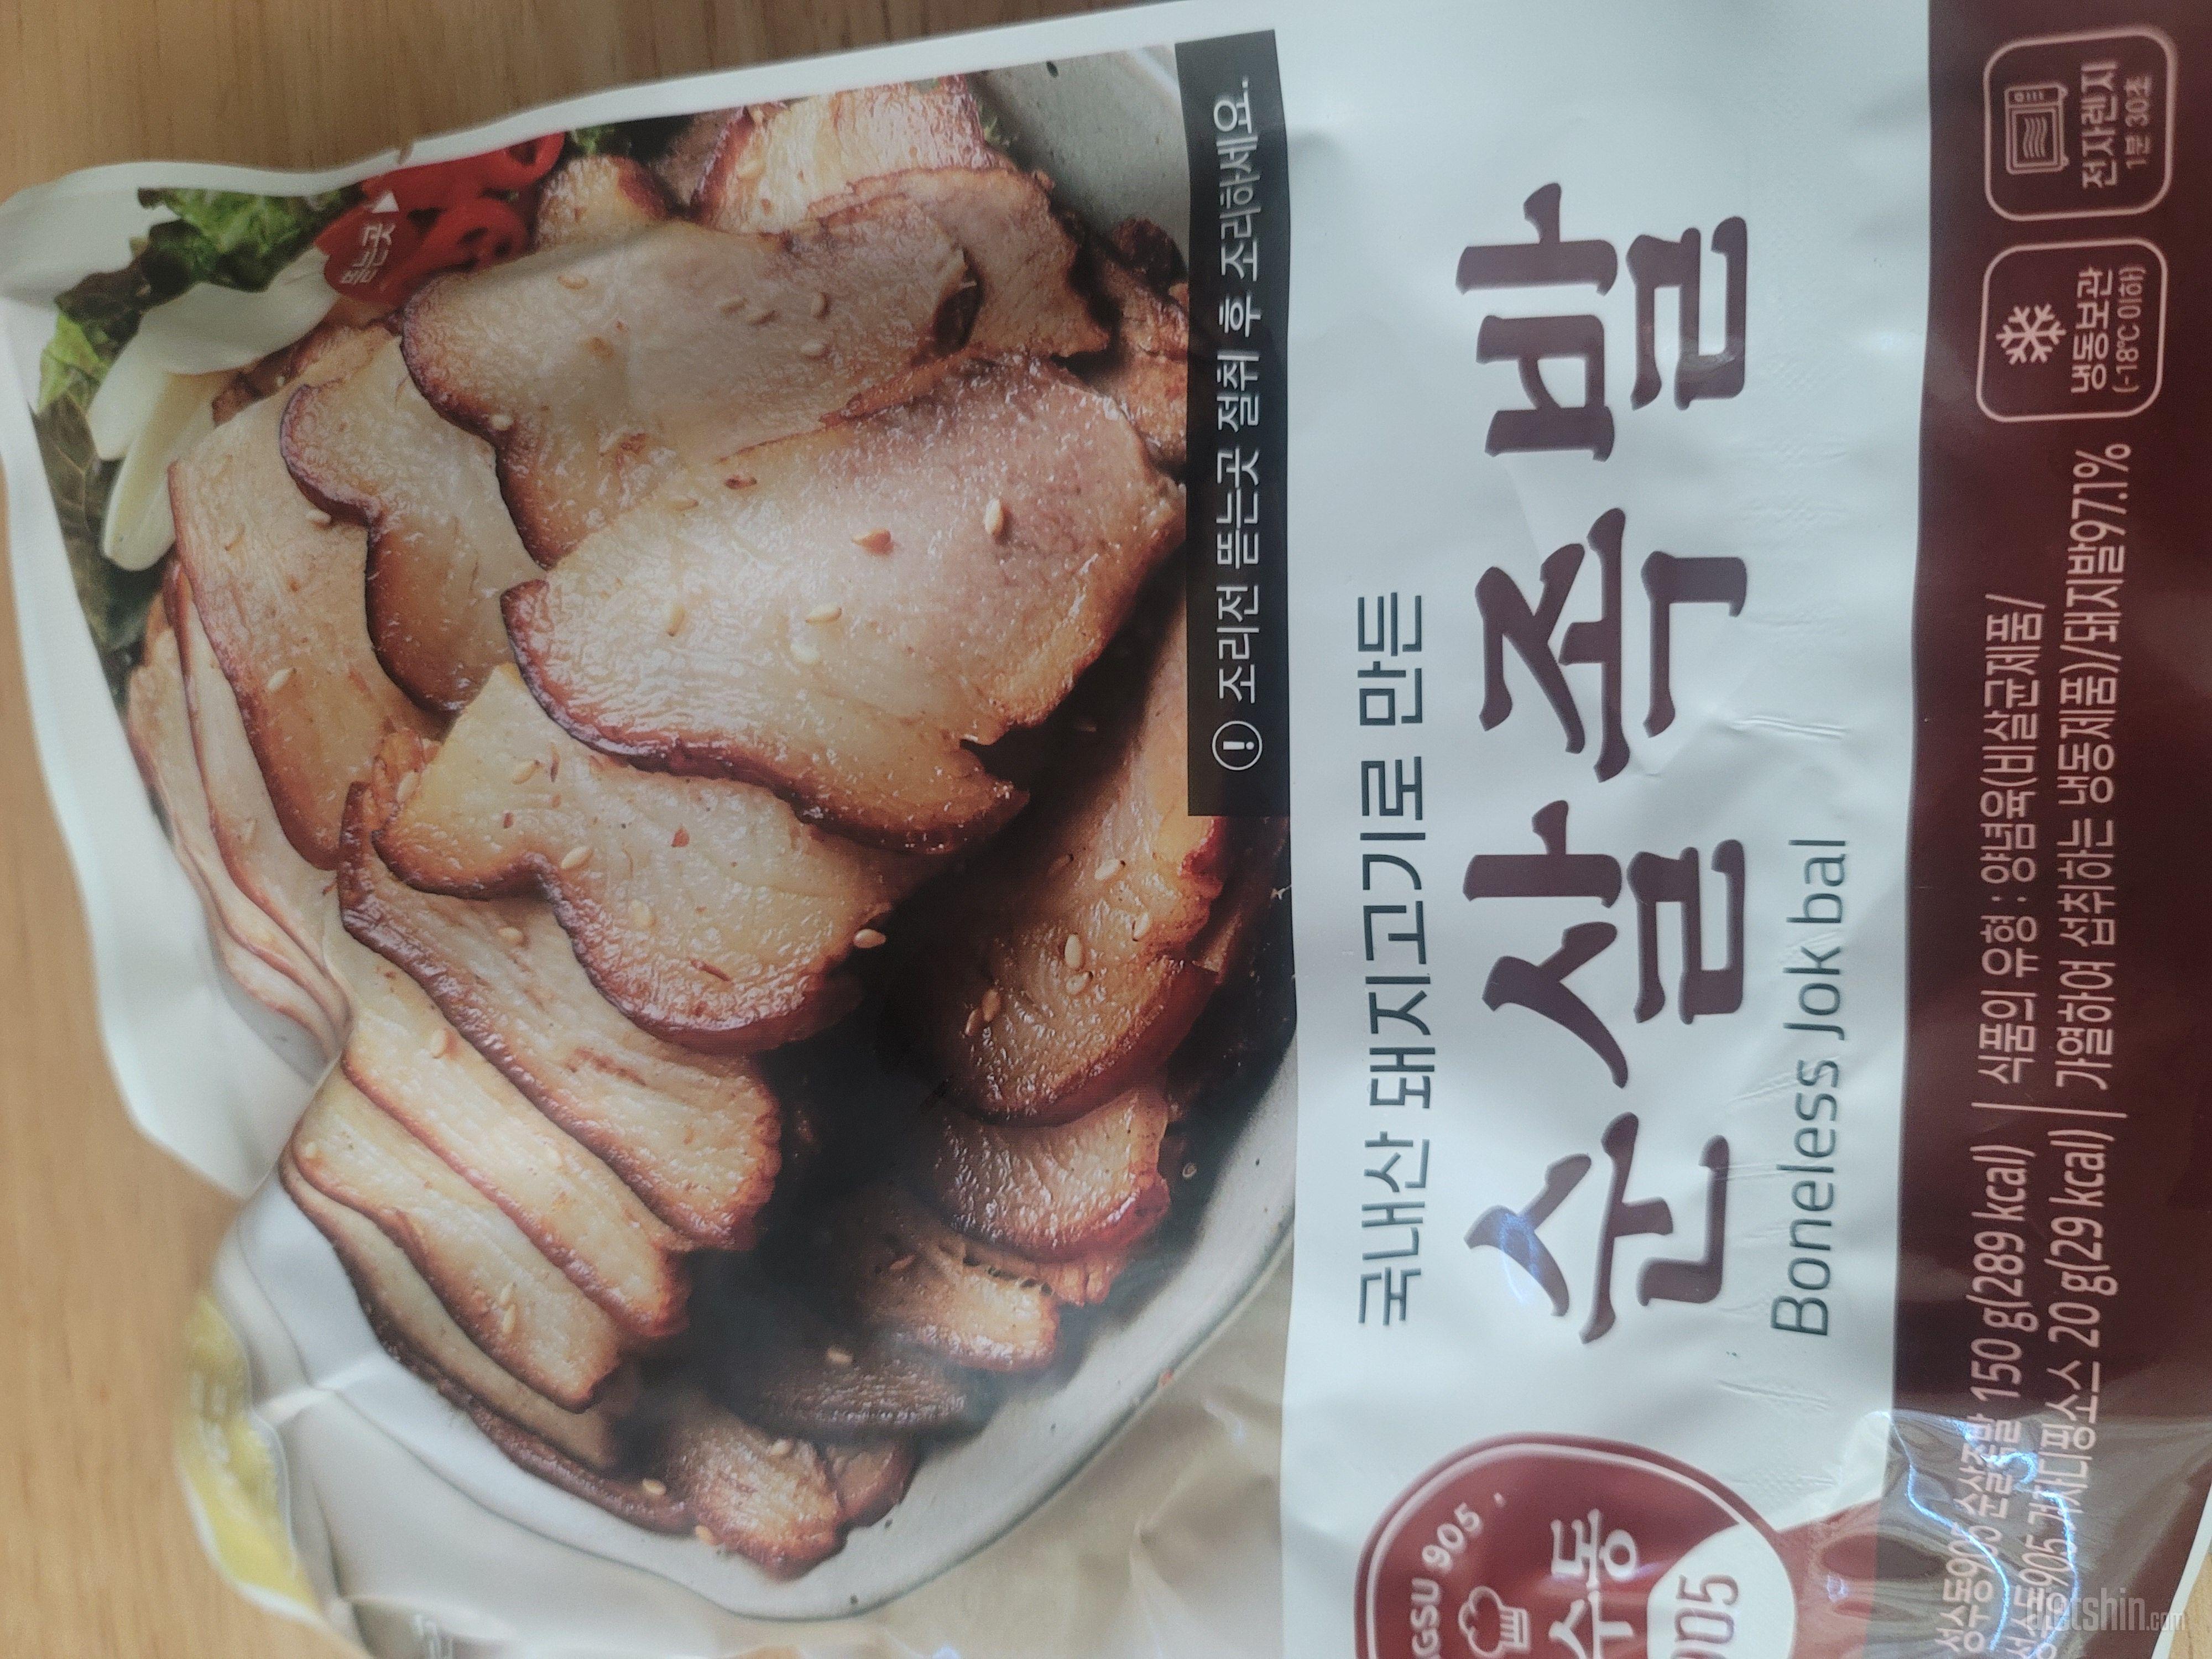 뜯는곳
조리전 뜯는곳 절취 후 조리하세요.
국내산 돼지고기로 만든
순살족발
Boneless Jok bal
GSU 905
수동
905
성수동905 순살족발 150 g(289 kcal)
성수동905 겨자디핑소스 20 g(29 kcal)
식품의 유형 : 양념육(비살균제품/
가열하여 섭취하는 냉동제품)/돼지발97.1%
냉동보관
(-18℃이하)
전자렌지
1분 30초
dietshin.com